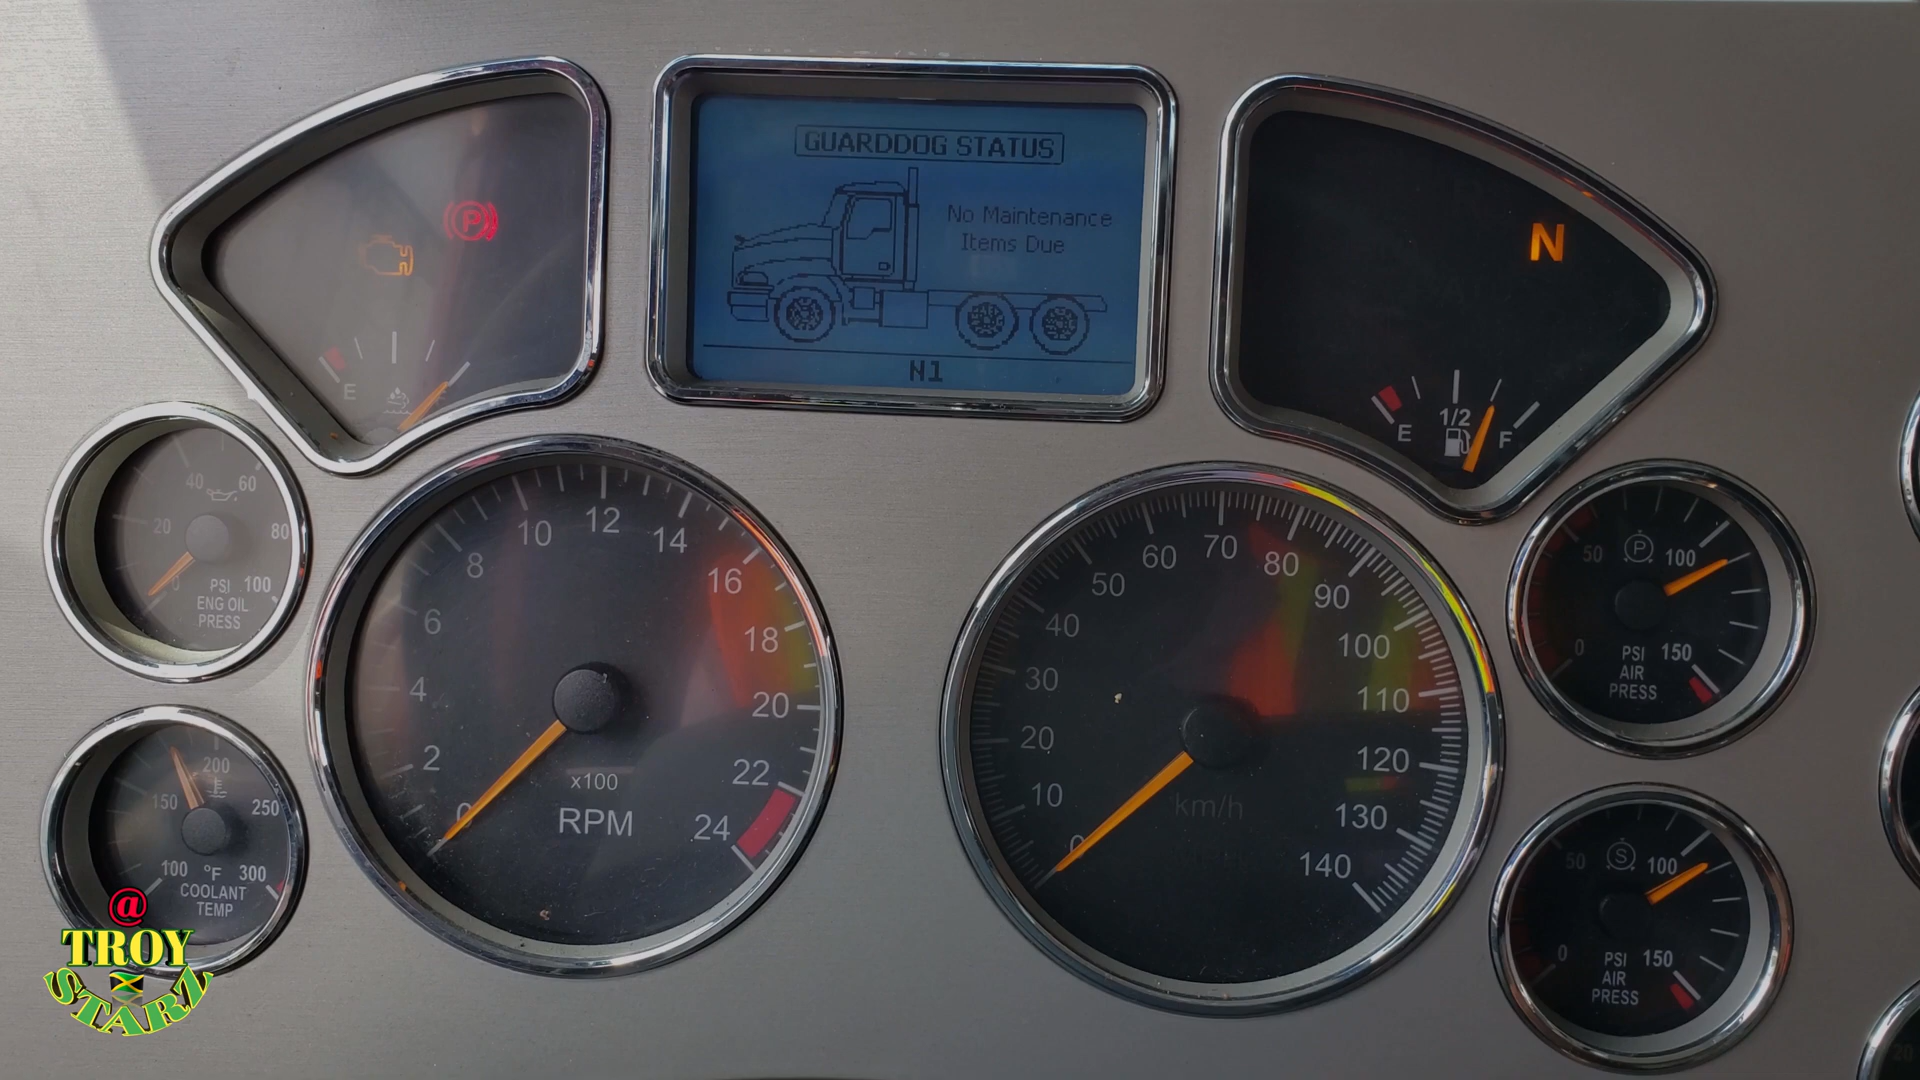 GUARDDOG STATUS
No Maintenance
Items Due
N1
P
E
N
1/2
E F
40 60
20 80
0 100
PSI
ENG OIL
PRESS
200
150 250
100 °F 300
COOLANT
TEMP
10 12 14
8 16
6 18
4 20
2 22
0 24
x100
RPM
60 70 80
50 90
40 100
30 110
20 120
10 130
0 140
km/h
P
50 100
0 150
PSI
AIR
PRESS
S
50 100
0 150
PSI
AIR
PRESS
@
TROY
STARZ